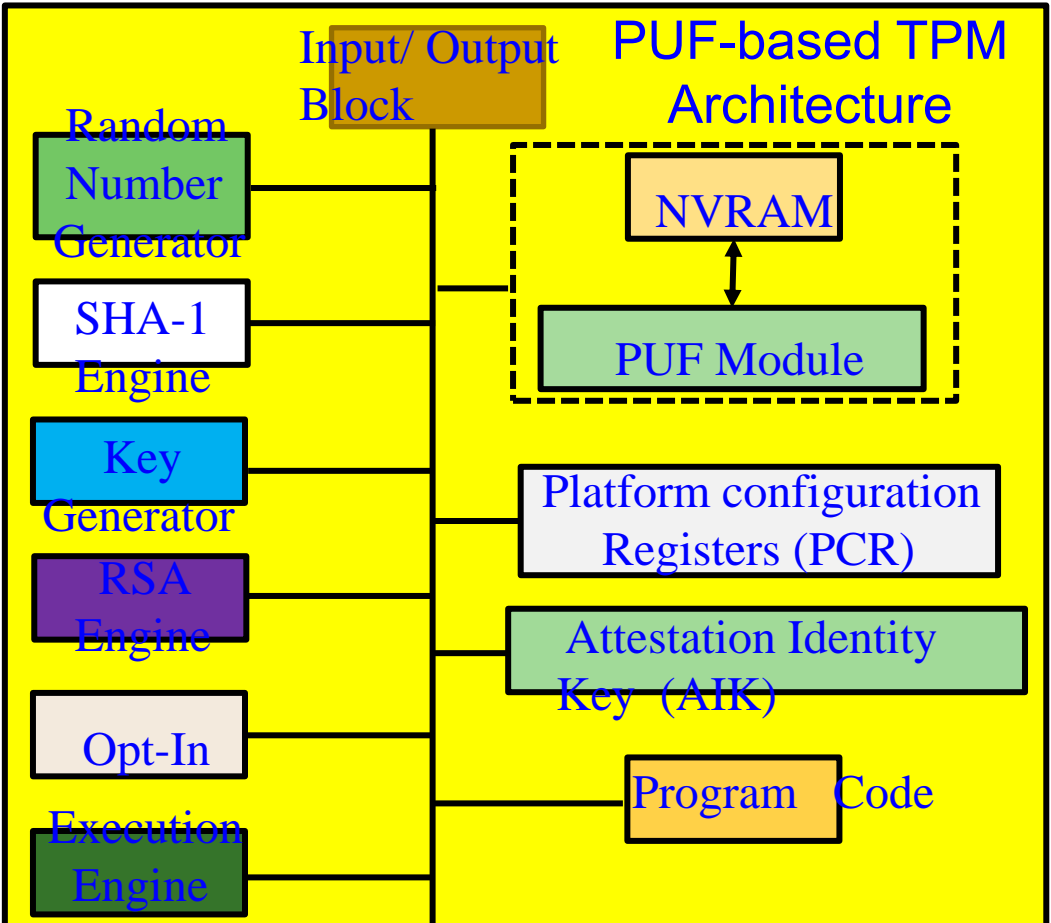 PUF-based TPM
Architecture
Input/ Output
Block
Random
Number
Generator
SHA-1
Engine
Key
Generator
RSA
Engine
Opt-In
Execution
Engine
NVRAM
PUF Module
Platform configuration
Registers (PCR)
Attestation Identity
Key (AIK)
Program Code